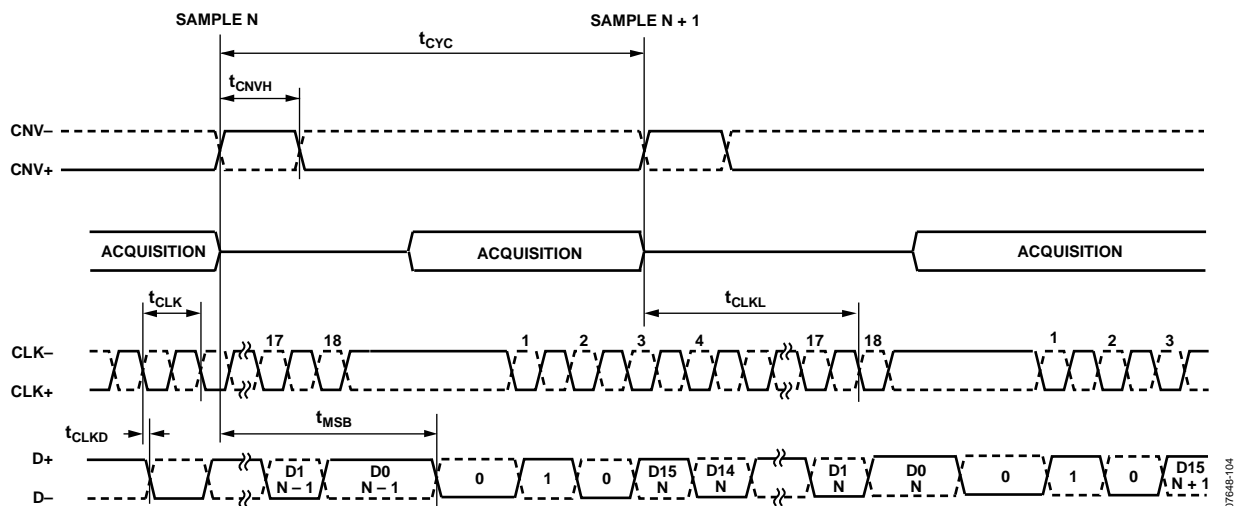 SAMPLE N SAMPLE N + 1
tCYC
tCNVH
CNV–
CNV+
ACQUISITION ACQUISITION ACQUISITION
tCLK tCLKL
17 18 1 2 3 4 17 18 1 2 3
CLK–
CLK+
tCLKD tMSB
D+
D–
D1 N – 1
D0 N – 1
0
1
0
D15 N
D14 N
D1 N
D0 N
0
1
0
D15 N + 1
07648-104